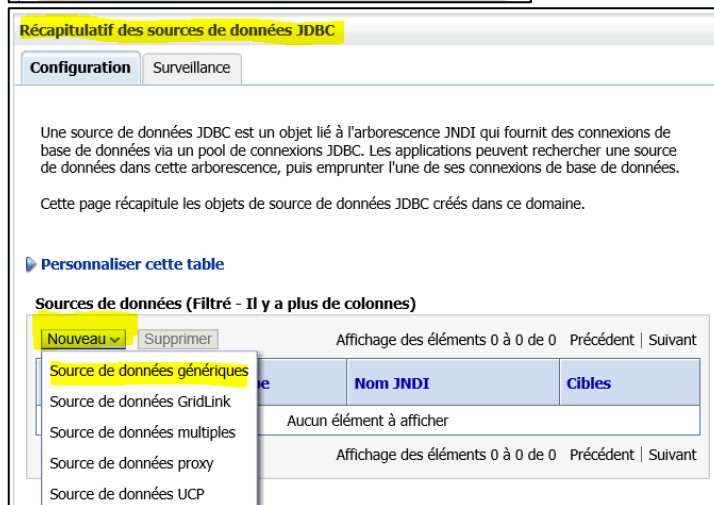 Récapitulatif des sources de données JDBC
Configuration Surveillance
Une source de données JDBC est un objet lié à l'arborescence JNDI qui fournit des connexions de
base de données via un pool de connexions JDBC. Les applications peuvent rechercher une source
de données dans cette arborescence, puis emprunter l'une de ses connexions de base de données.
Cette page récapitule les objets de source de données JDBC créés dans ce domaine.
Personnaliser cette table
Sources de données (Filtré - Il y a plus de colonnes)
Nouveau Supprimer Affichage des éléments 0 à 0 de 0 Précédent | Suivant
Source de données génériques
Nom JNDI Cibles
Source de données GridLink
Aucun élément à afficher
Source de données multiples
Affichage des éléments 0 à 0 de 0 Précédent | Suivant
Source de données proxy
Source de données UCP